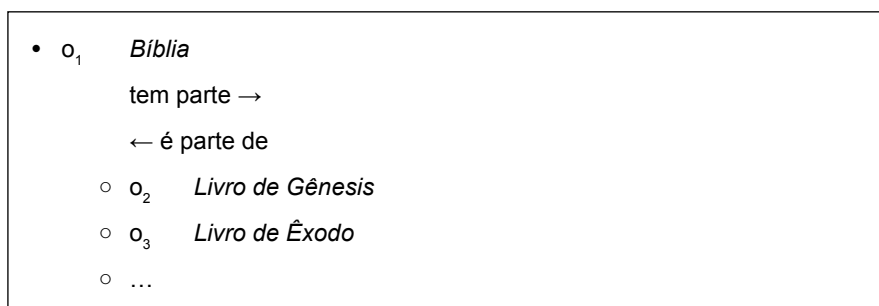 • o₁ Bíblia
tem parte →
← é parte de
○ o₂ Livro de Gênesis
○ o₃ Livro de Êxodo
○ …